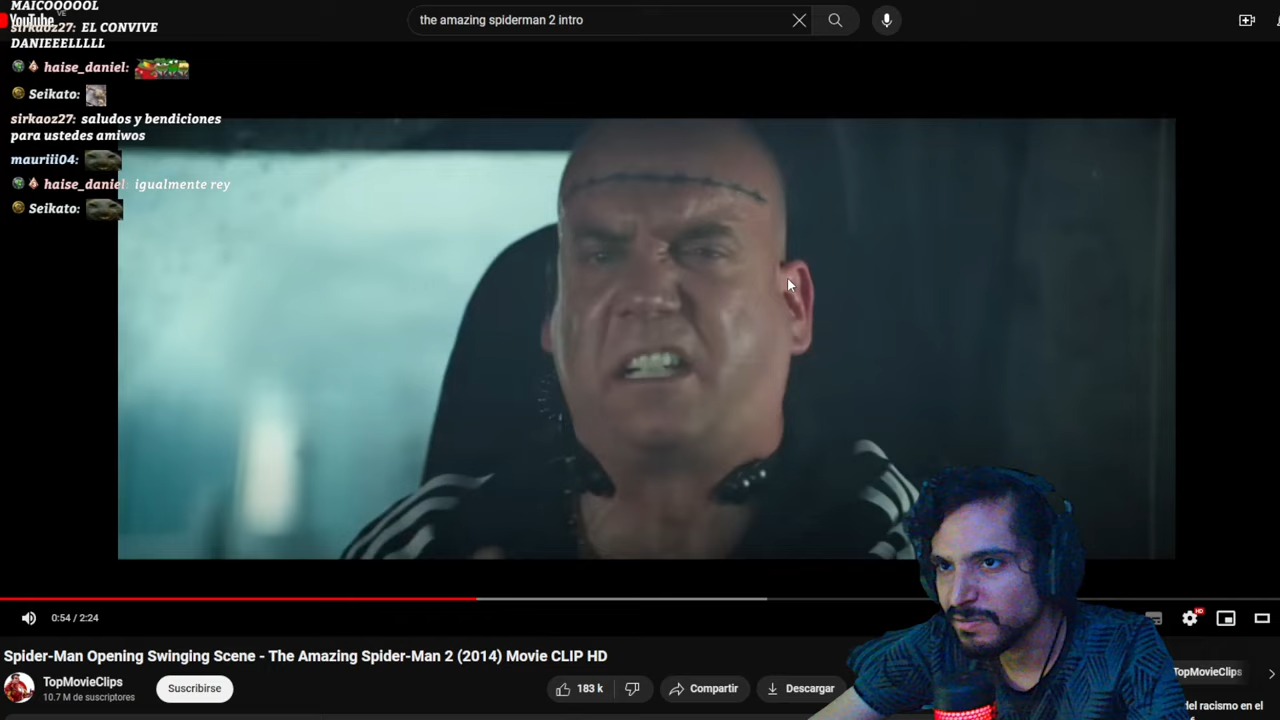 MAICOOOOOL
YouTube VE
the amazing spiderman 2 intro
sirkaoz27: EL CONVIVE
DANIEEELLLLL
haise_daniel:
Seikato:
sirkaoz27: saludos y bendiciones
para ustedes amiwos
mauriii04:
haise_daniel: igualmente rey
Seikato:
0:54 / 2:24
HD
Spider-Man Opening Swinging Scene - The Amazing Spider-Man 2 (2014) Movie CLIP HD
TopMovieClips
10.7 M de suscriptores
Suscribirse
183 k
Compartir
Descargar
TopMovieClips
del racismo en el